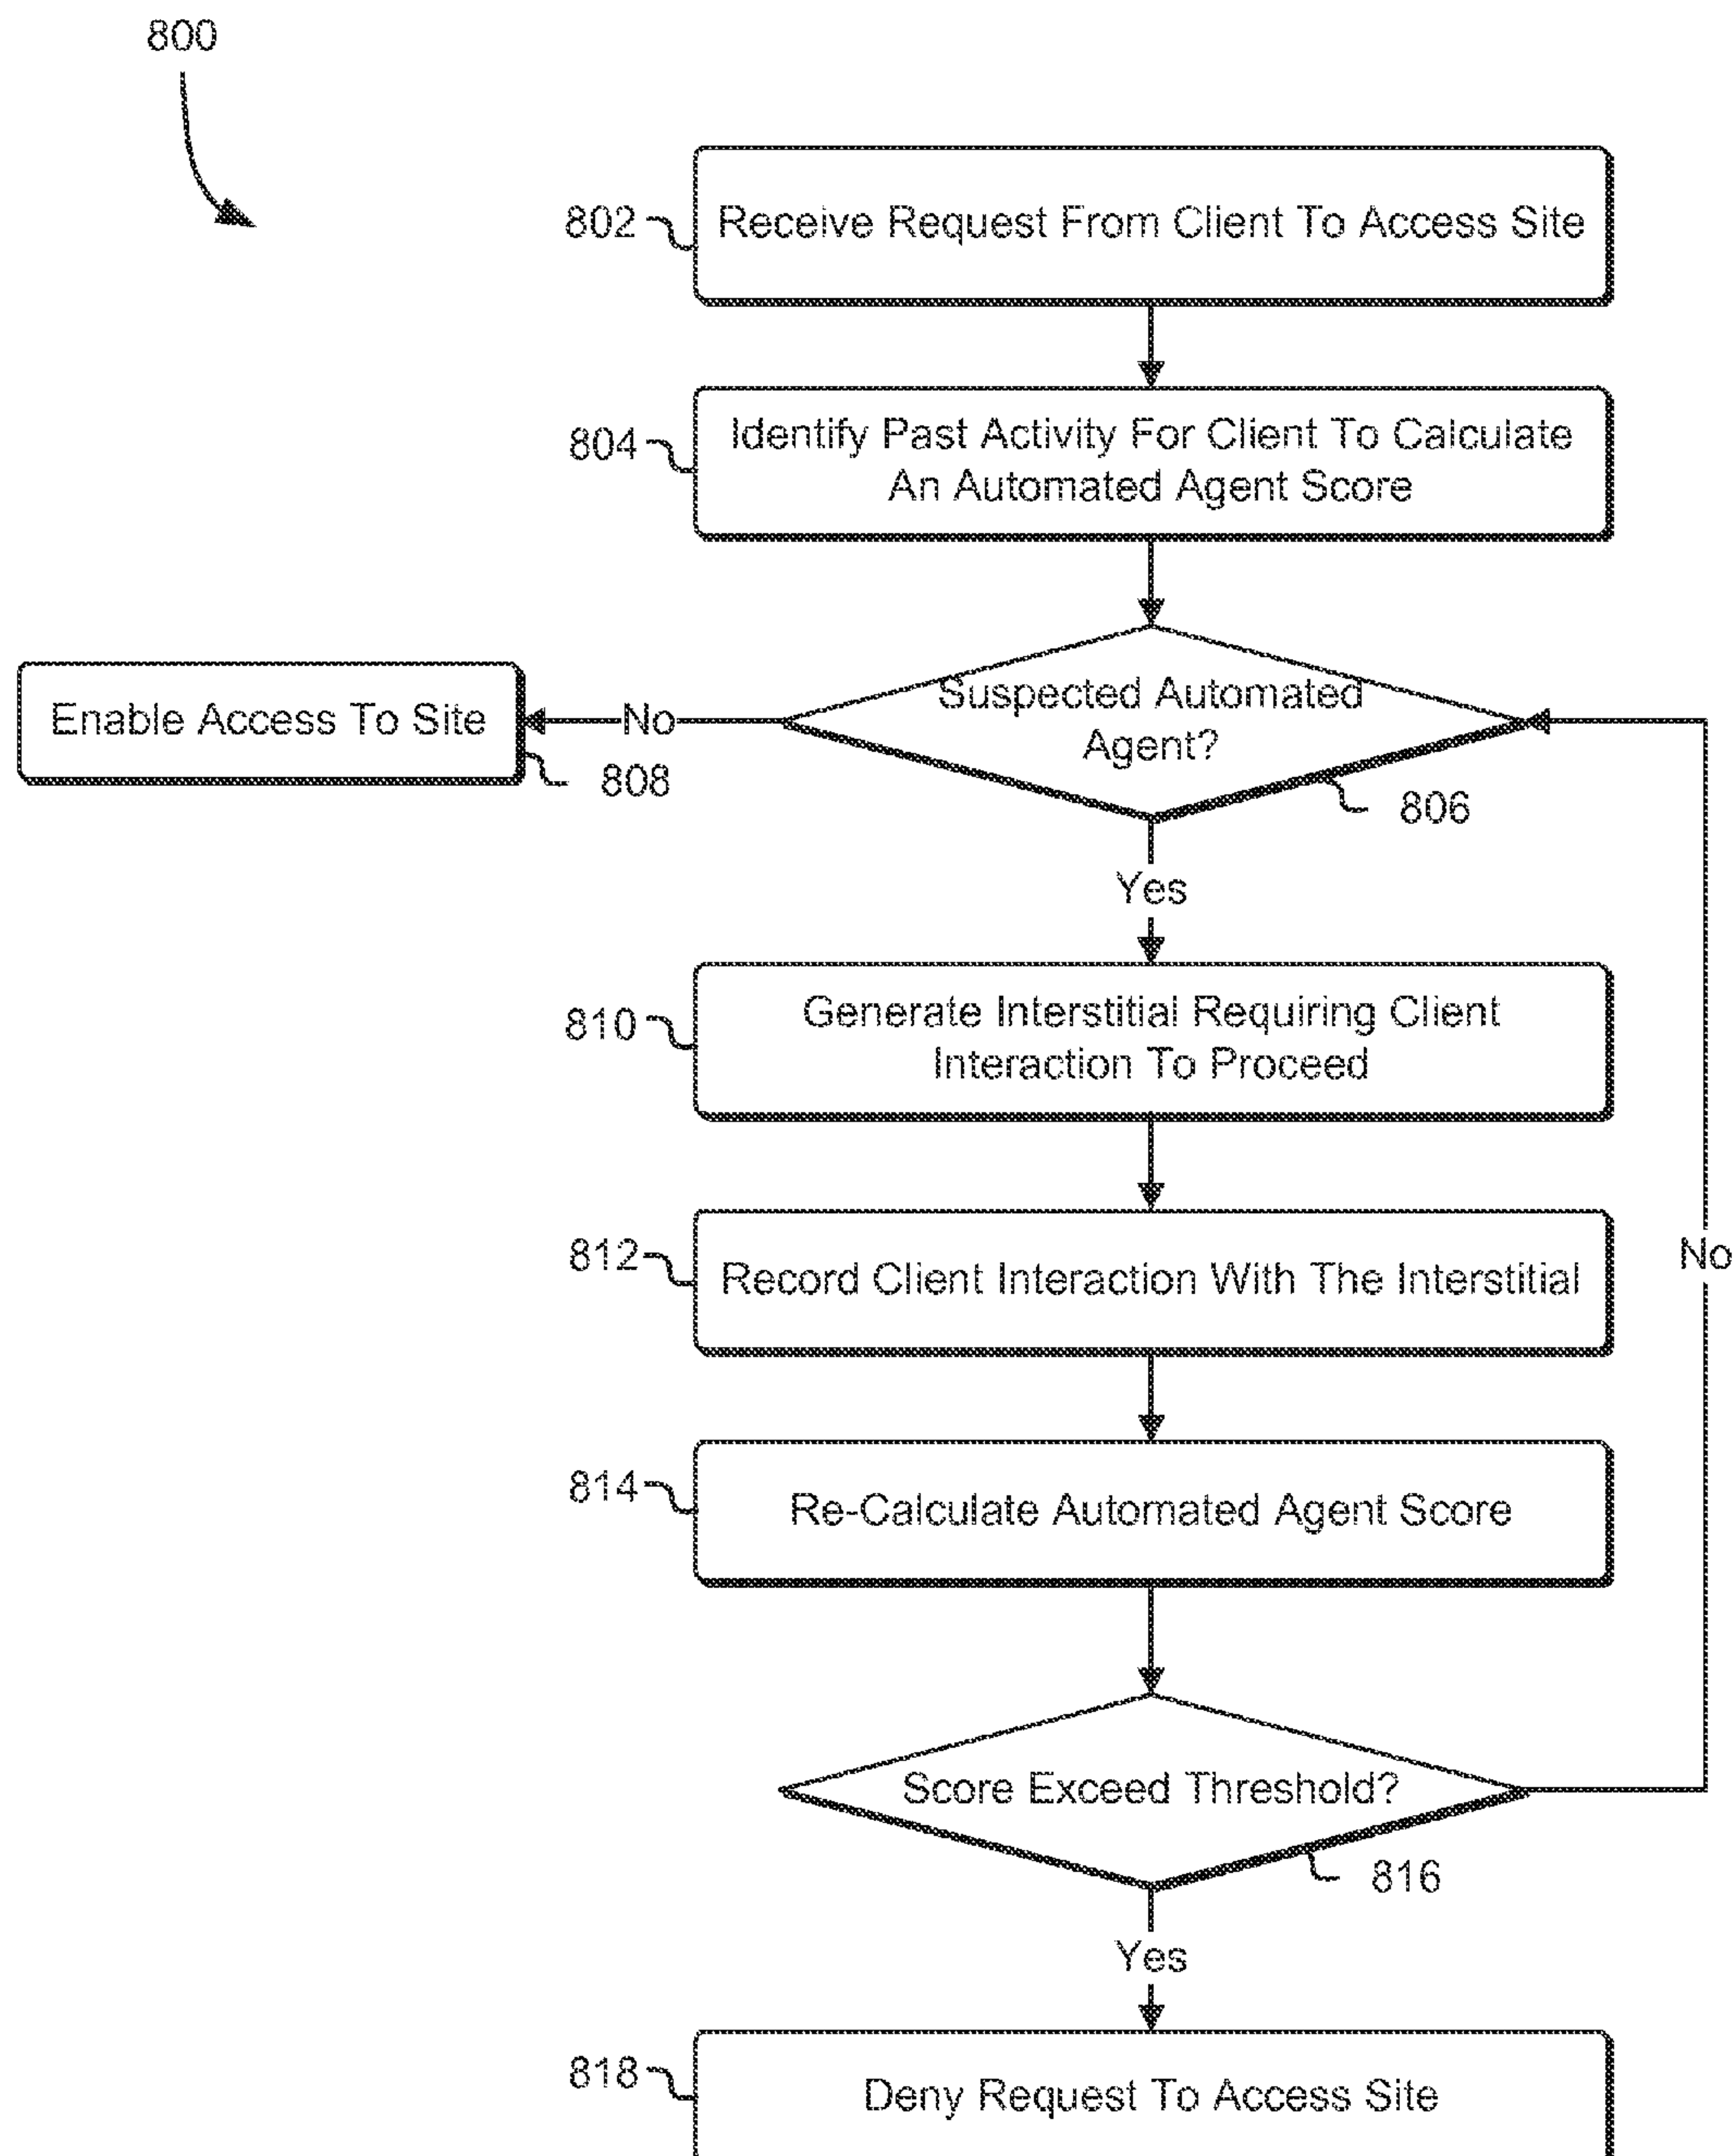 800
802
Receive Request From Client To Access Site
804
Identify Past Activity For Client To Calculate
An Automated Agent Score
Suspected Automated
Agent?
806
No
Enable Access To Site
808
Yes
810
Generate Interstitial Requiring Client
Interaction To Proceed
812
Record Client Interaction With The Interstitial
No
814
Re-Calculate Automated Agent Score
Score Exceed Threshold?
816
Yes
818
Deny Request To Access Site